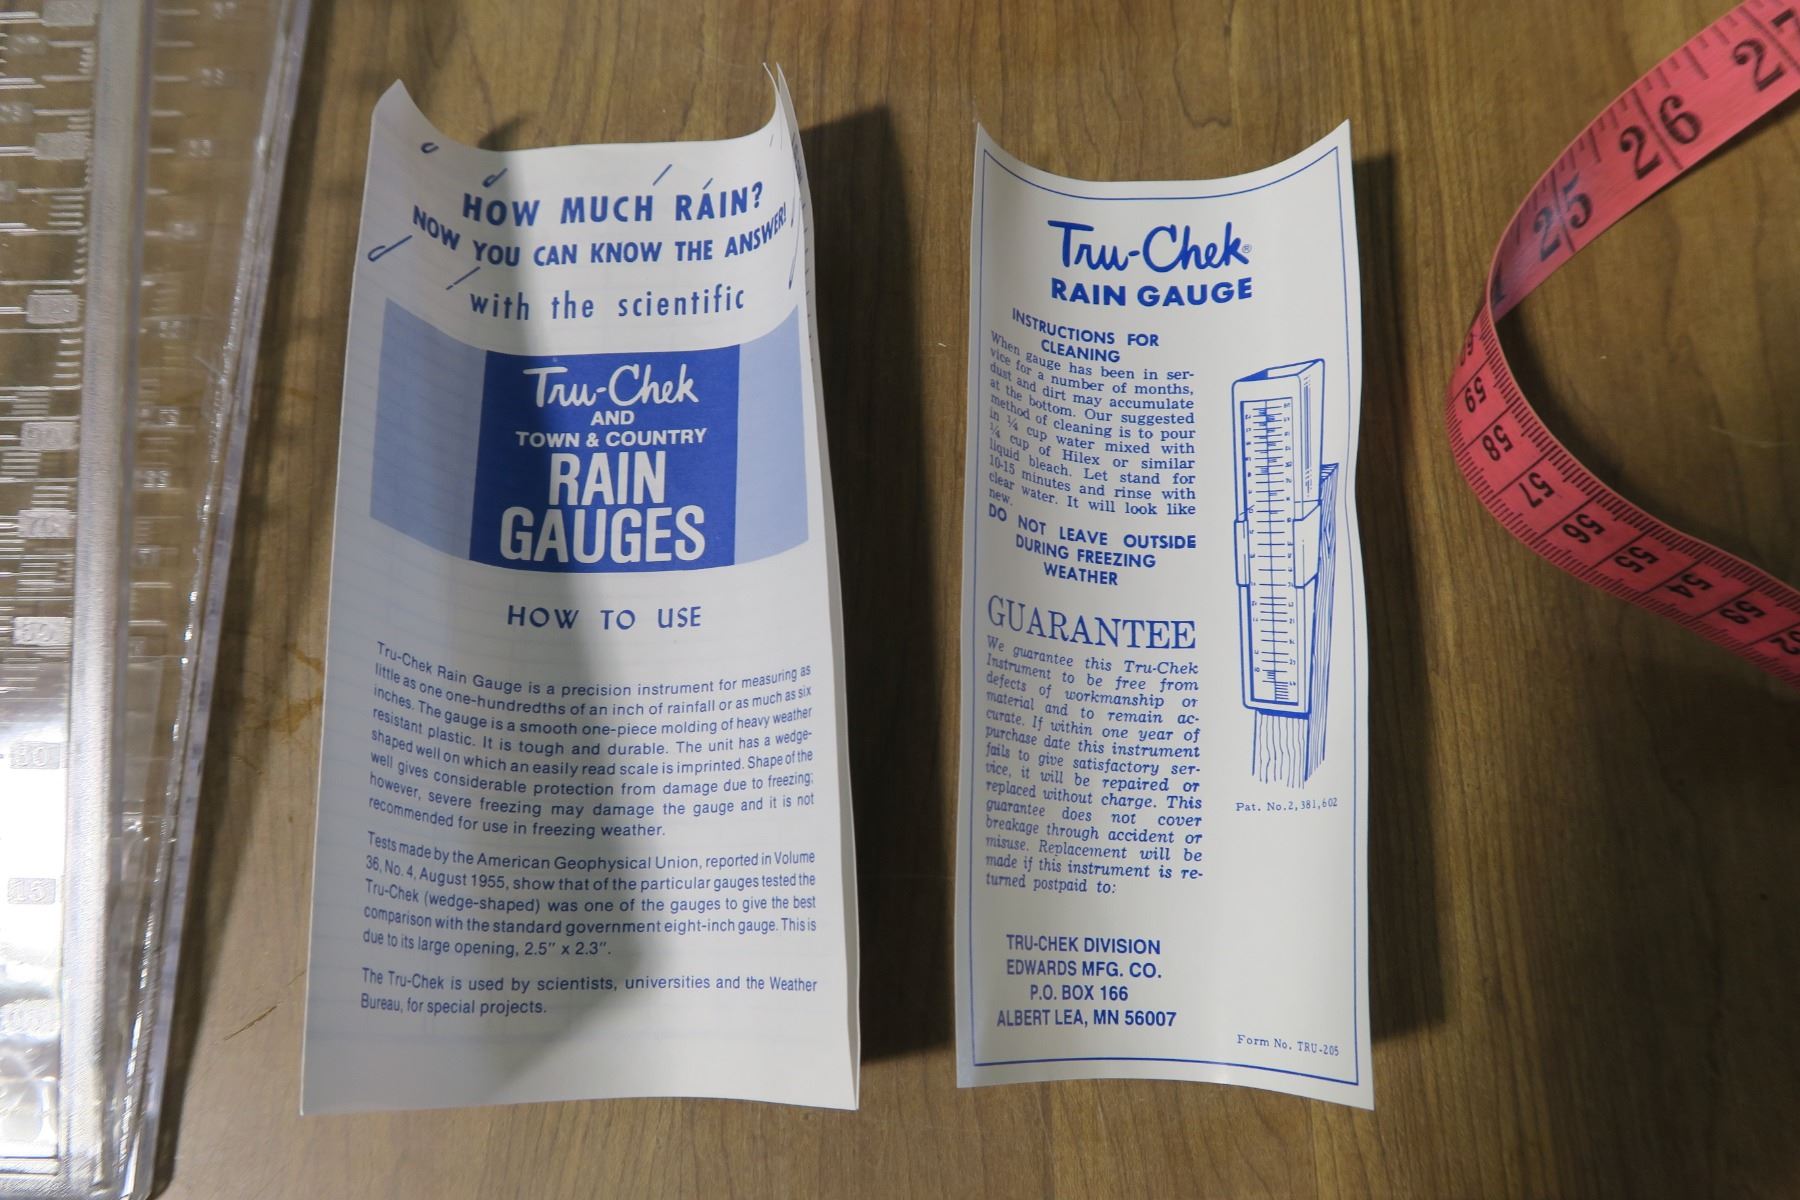 HOW MUCH RAIN?
NOW YOU CAN KNOW THE ANSWER!
with the scientific
Tru-Chek
AND
TOWN & COUNTRY
RAIN
GAUGES
HOW TO USE
Tru-Chek Rain Gauge is a precision instrument for measuring as
little as one one-hundredths of an inch of rainfall or as much as six
inches. The gauge is a smooth one-piece molding of heavy weather
resistant plastic. It is tough and durable. The unit has a wedge-
shaped well on which an easily read scale is imprinted. Shape of the
well gives considerable protection from damage due to freezing;
however, severe freezing may damage the gauge and it is not
recommended for use in freezing weather.
Tests made by the American Geophysical Union, reported in Volume
36, No. 4, August 1955, show that of the particular gauges tested the
Tru-Chek (wedge-shaped) was one of the gauges to give the best
comparison with the standard government eight-inch gauge. This is
due to its large opening, 2.5" x 2.3".
The Tru-Chek is used by scientists, universities and the Weather
Bureau, for special projects.
Tru-Chek®
RAIN GAUGE
INSTRUCTIONS FOR
CLEANING
When gauge has been in ser-
vice for a number of months,
dust and dirt may accumulate
at the bottom. Our suggested
method of cleaning is to pour
in ¼ cup water mixed with
¼ cup of Hilex or similar
liquid bleach. Let stand for
10-15 minutes and rinse with
clear water. It will look like
new.
DO NOT LEAVE OUTSIDE
DURING FREEZING
WEATHER
GUARANTEE
We guarantee this Tru-Chek
Instrument to be free from
defects of workmanship or
material and to remain ac-
curate. If within one year of
purchase date this instrument
fails to give satisfactory ser-
vice, it will be repaired or
replaced without charge. This
guarantee does not cover
breakage through accident or
misuse. Replacement will be
made if this instrument is re-
turned postpaid to:
TRU-CHEK DIVISION
EDWARDS MFG. CO.
P.O. BOX 166
ALBERT LEA, MN 56007
Pat. No. 2,381,602
Form No. TRU-205
27
26
25
59
58
57
56
55
54
53